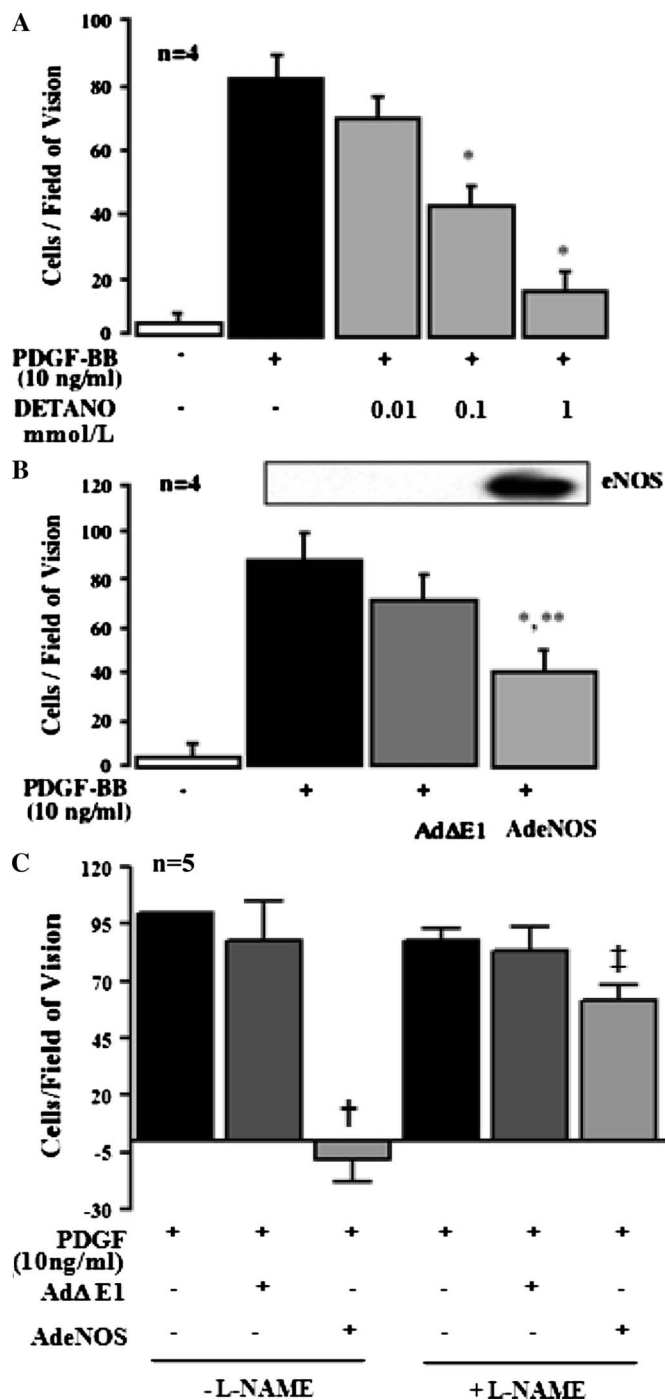 A
n=4
100
80
60
40
20
0
Cells / Field of Vision
*
*
PDGF-BB - + + + +
(10 ng/ml)
DETANO - - 0.01 0.1 1
mmol/L
B
n=4
eNOS
120
100
80
60
40
20
0
Cells / Field of Vision
*, **
PDGF-BB - + + +
(10 ng/ml)
AdΔE1 AdeNOS
C
n=5
120
95
70
45
20
-5
-30
Cells/Field of Vision
†
‡
PDGF + + + + + +
(10ng/ml)
AdΔ E1 - + - - + -
AdeNOS - - + - - +
- L-NAME + L-NAME